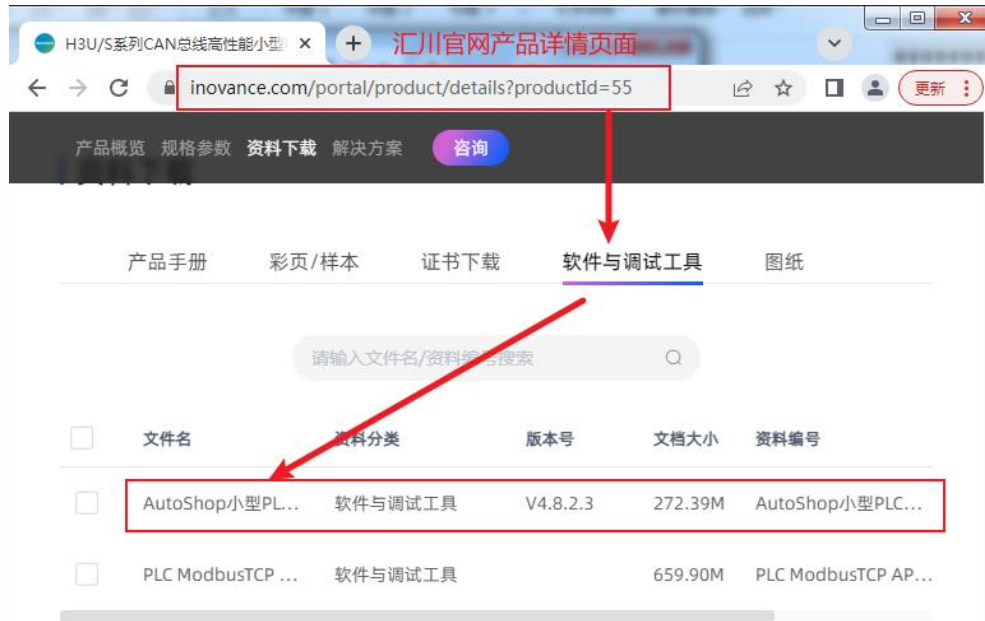 H3U/S系列CAN总线高性能小型
汇川官网产品详情页面
inovance.com/portal/product/details?productId=55
更新
产品概览 规格参数 资料下载 解决方案 咨询
资料下载
产品手册 彩页/样本 证书下载 软件与调试工具 图纸
请输入文件名/资料编号搜索
文件名 资料分类 版本号 文档大小 资料编号
AutoShop小型PL... 软件与调试工具 V4.8.2.3 272.39M AutoShop小型PLC...
PLC ModbusTCP ... 软件与调试工具 659.90M PLC ModbusTCP AP...